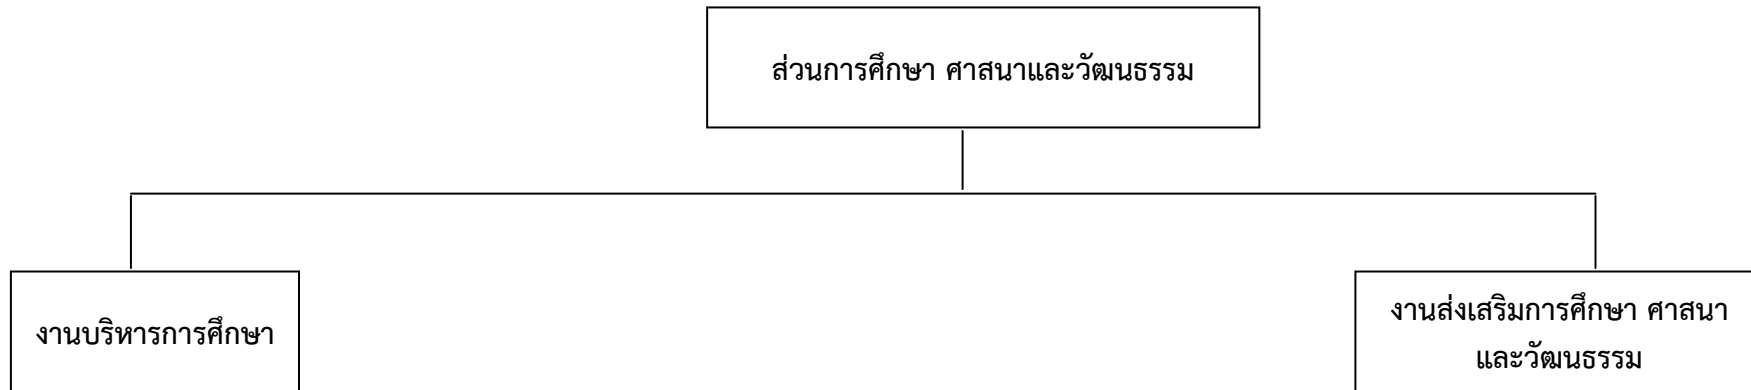 ส่วนการศึกษา ศาสนาและวัฒนธรรม
งานบริหารการศึกษา
งานส่งเสริมการศึกษา ศาสนา
และวัฒนธรรม